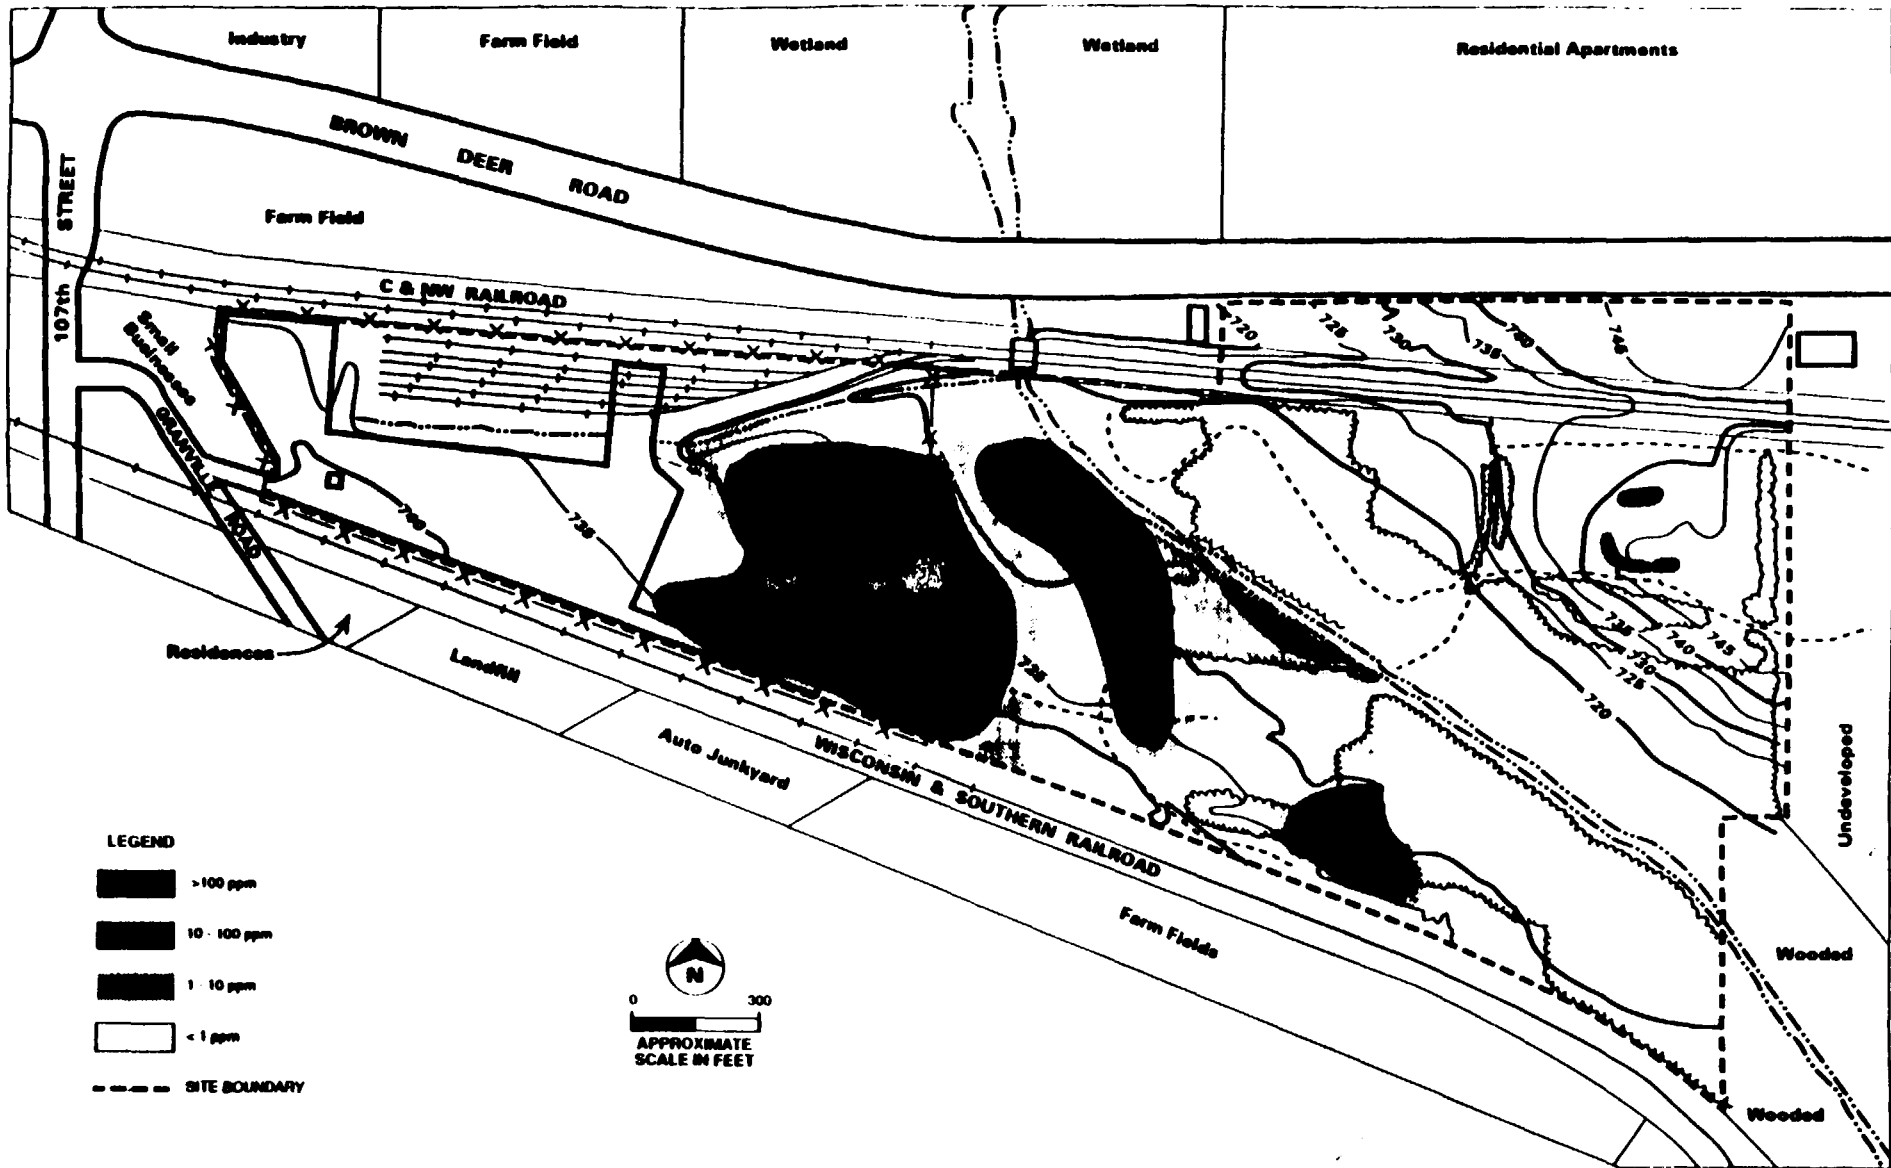 Industry
Farm Field
Wetland
Wetland
Residential Apartments
BROWN DEER ROAD
107th STREET
Farm Field
C & NW RAILROAD
Small
Businesses
GRANVILLE ROAD
720
725
730
735
740
745
700
735
Residences
Landfill
Auto Junkyard
WISCONSIN & SOUTHERN RAILROAD
725
735
740
745
730
725
720
Undeveloped
Farm Fields
Wooded
Wooded
LEGEND
>100 ppm
10 - 100 ppm
1 - 10 ppm
< 1 ppm
SITE BOUNDARY
N
0 300
APPROXIMATE
SCALE IN FEET